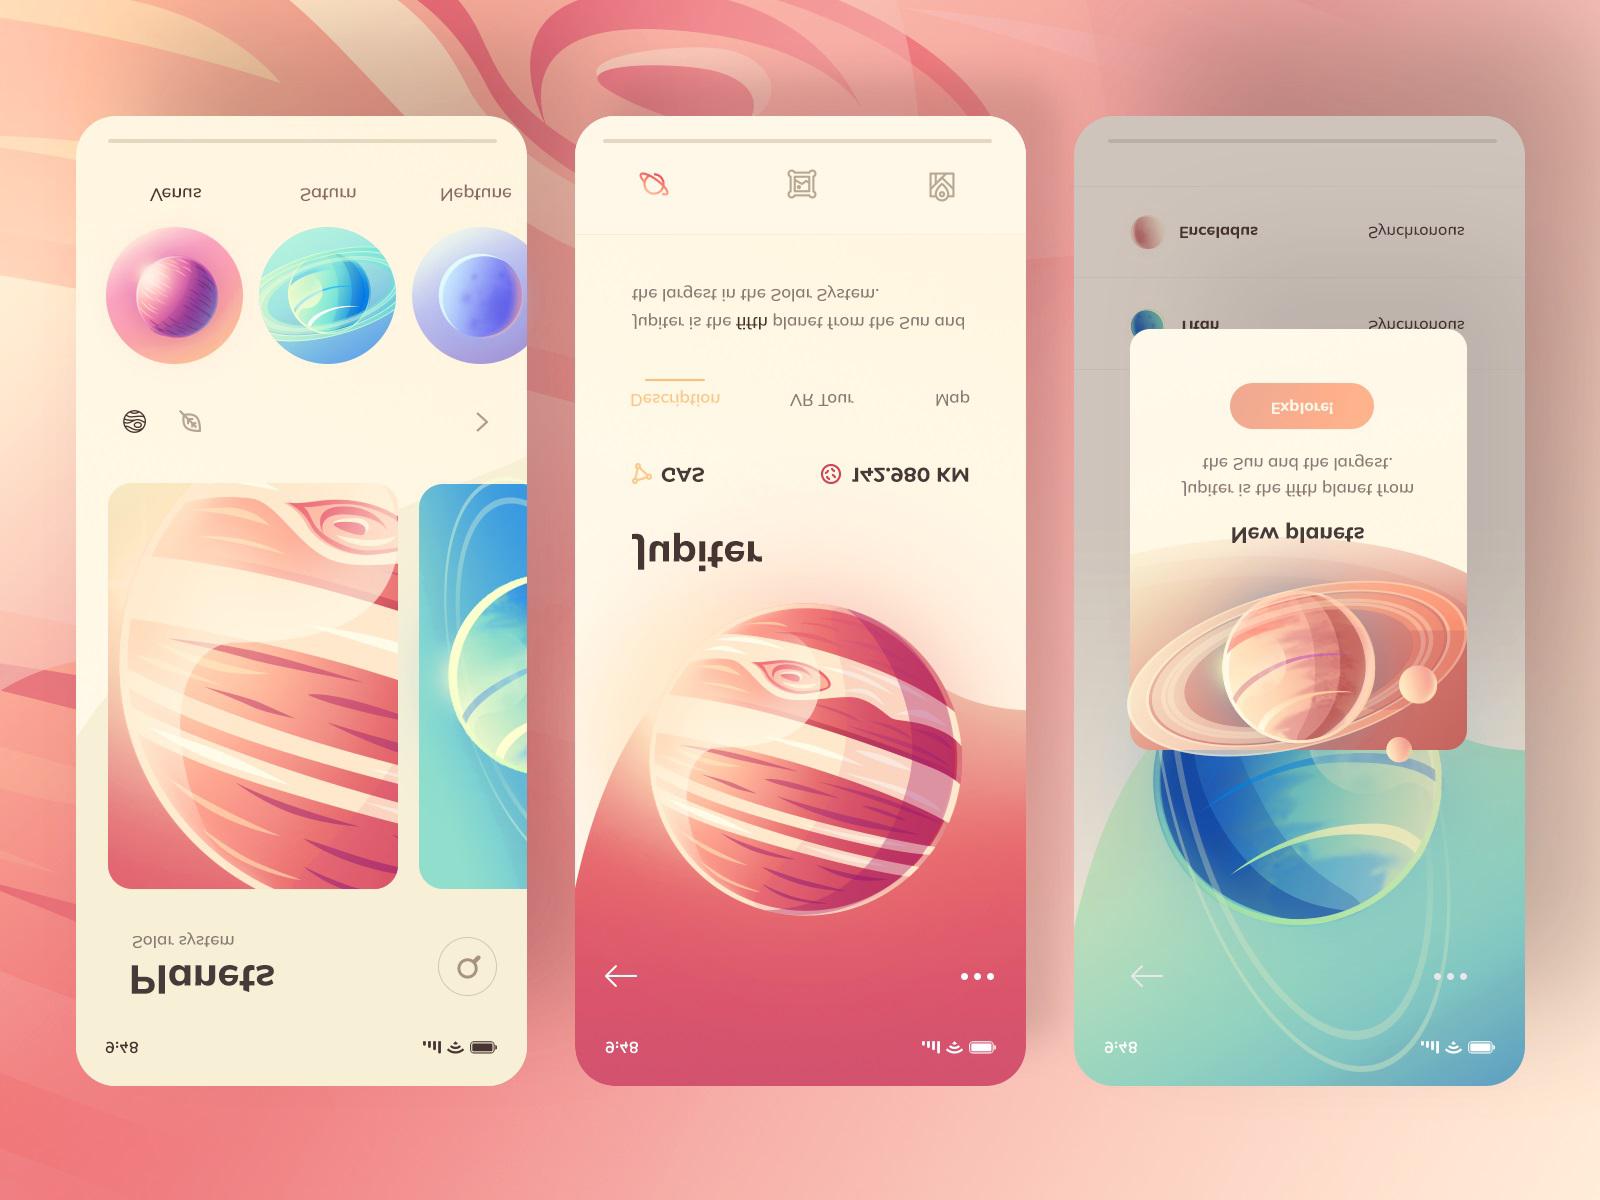 9:48
Planets
Solar system
Venus
Saturn
Neptune
9:48
Jupiter
GAS
142.980 KM
Description
VR Tour
Map
Jupiter is the fifth planet from the Sun and
the largest in the Solar System.
9:48
New planets
Jupiter is the fifth planet from
the Sun and the largest.
Explore!
Titan
Synchronous
Enceladus
Synchronous